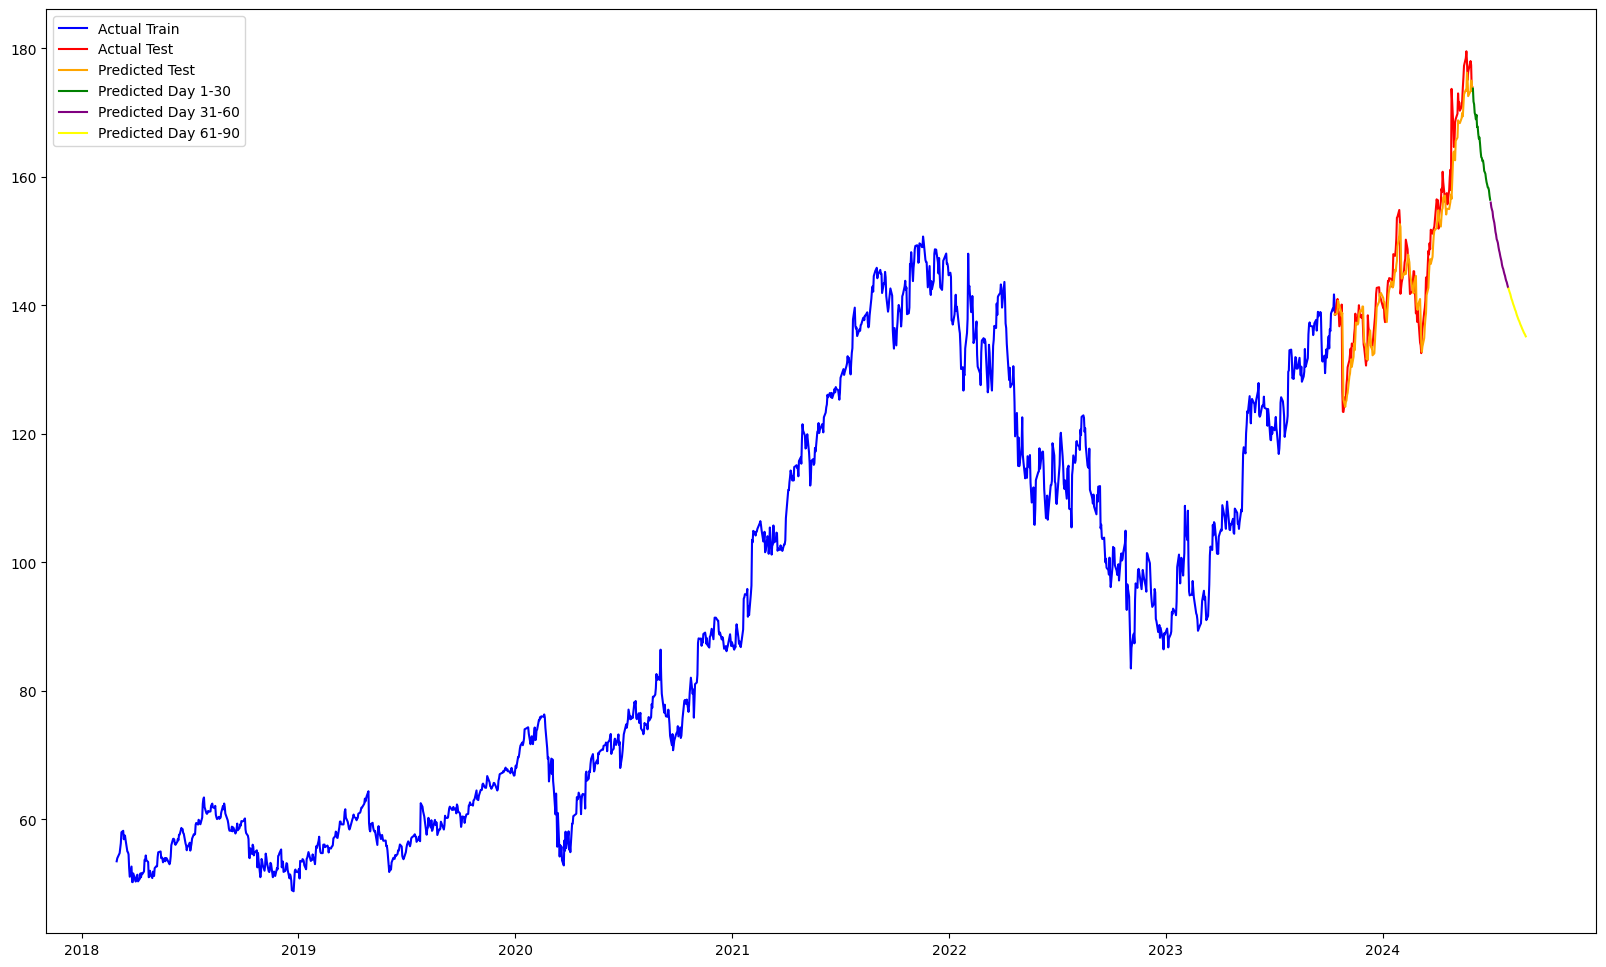 Actual Train
Actual Test
Predicted Test
Predicted Day 1-30
Predicted Day 31-60
Predicted Day 61-90
180
160
140
120
100
80
60
2018 2019 2020 2021 2022 2023 2024